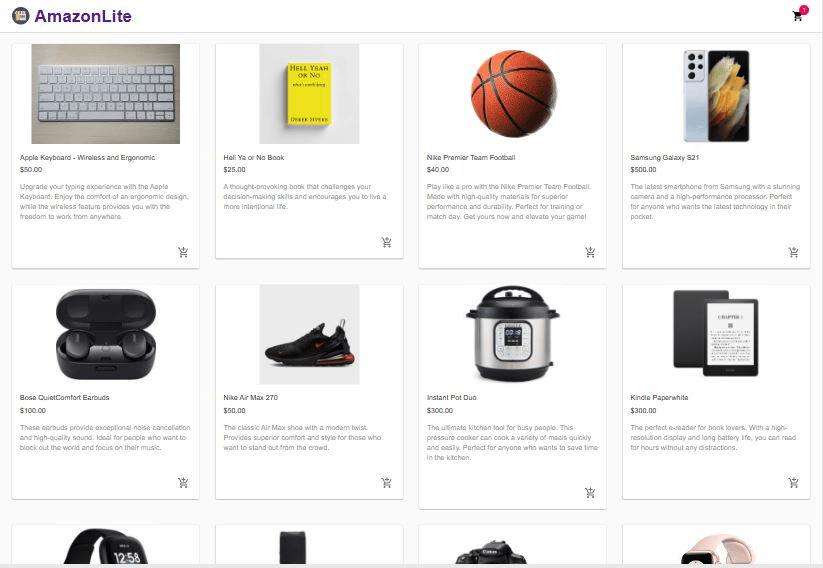 AmazonLite
1
HELL YEAH
OR NO
what's worth doing
DEREK SIVERS
Apple Keyboard - Wireless and Ergonomic
$50.00
Upgrade your typing experience with the Apple
Keyboard. Enjoy the comfort of an ergonomic design,
while the wireless feature provides you with the
freedom to work from anywhere.
Hell Ya or No Book
$25.00
A thought-provoking book that challenges your
decision-making skills and encourages you to live a
more intentional life.
Nike Premier Team Football
$40.00
Play like a pro with the Nike Premier Team Football.
Made with high-quality materials for superior
performance and durability. Perfect for training or
match day. Get yours now and elevate your game!
Samsung Galaxy S21
$500.00
The latest smartphone from Samsung with a stunning
camera and a high-performance processor. Perfect
for anyone who wants the latest technology in their
pocket.
CHAPTER 1
Bose QuietComfort Earbuds
$100.00
These earbuds provide exceptional noise cancellation
and high-quality sound. Ideal for people who want to
block out the world and focus on their music.
Nike Air Max 270
$50.00
The classic Air Max shoe with a modern twist.
Provides superior comfort and style for those who
want to stand out from the crowd.
Instant Pot Duo
$300.00
The ultimate kitchen tool for busy people. This
pressure cooker can cook a variety of meals quickly
and easily. Perfect for anyone who wants to save time
in the kitchen.
Kindle Paperwhite
$300.00
The perfect e-reader for book lovers. With a high-
resolution display and long battery life, you can read
for hours without any distractions.
12:58
Canon